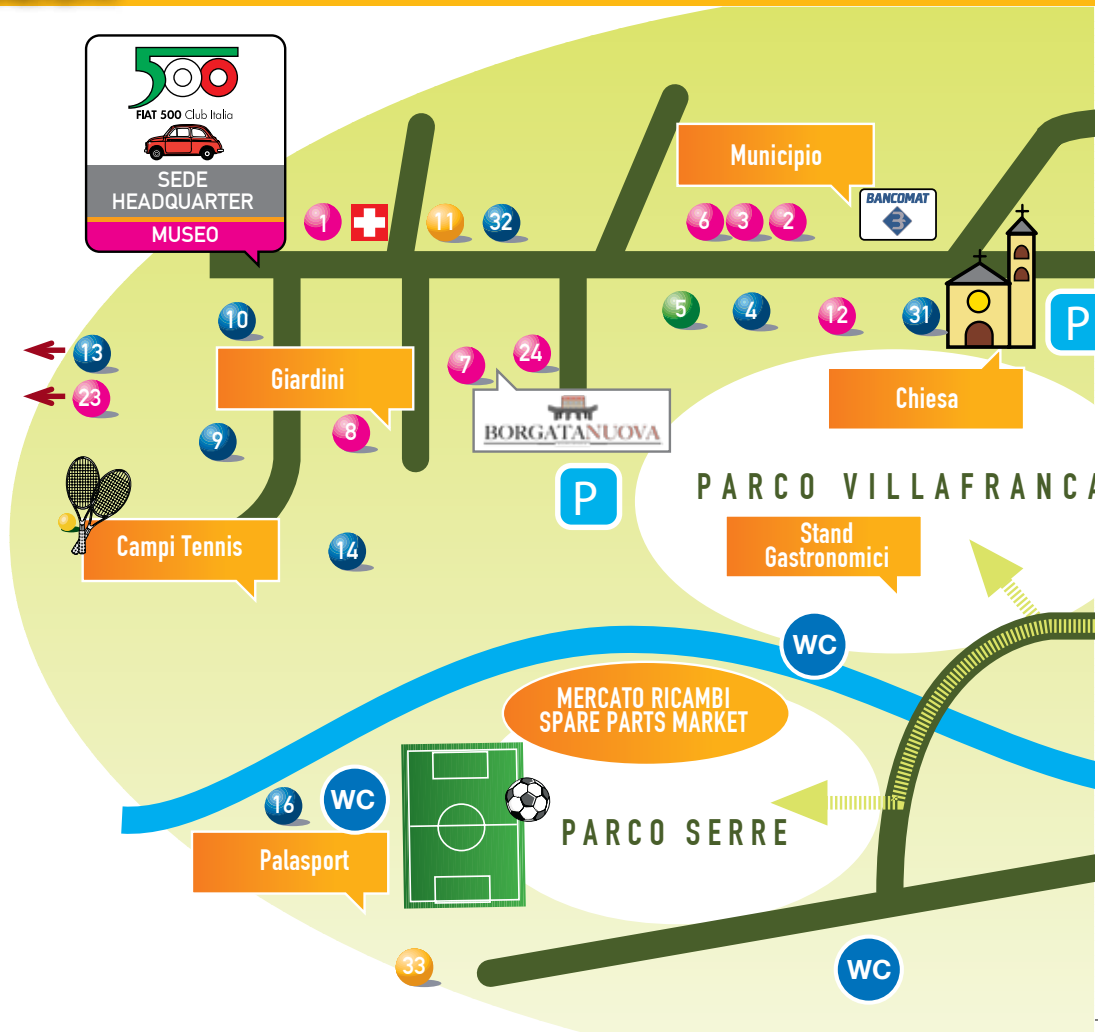 500
FIAT 500 Club Italia
SEDE
HEADQUARTER
MUSEO
Municipio
BANCOMAT
1
11
32
6
3
2
10
5
4
12
31
P
13
23
Giardini
7
24
BORGATANUOVA
Chiesa
9
8
P
PARCO VILLAFRANCA
Campi Tennis
14
Stand
Gastronomici
WC
MERCATO RICAMBI
SPARE PARTS MARKET
16
WC
PARCO SERRE
Palasport
33
WC